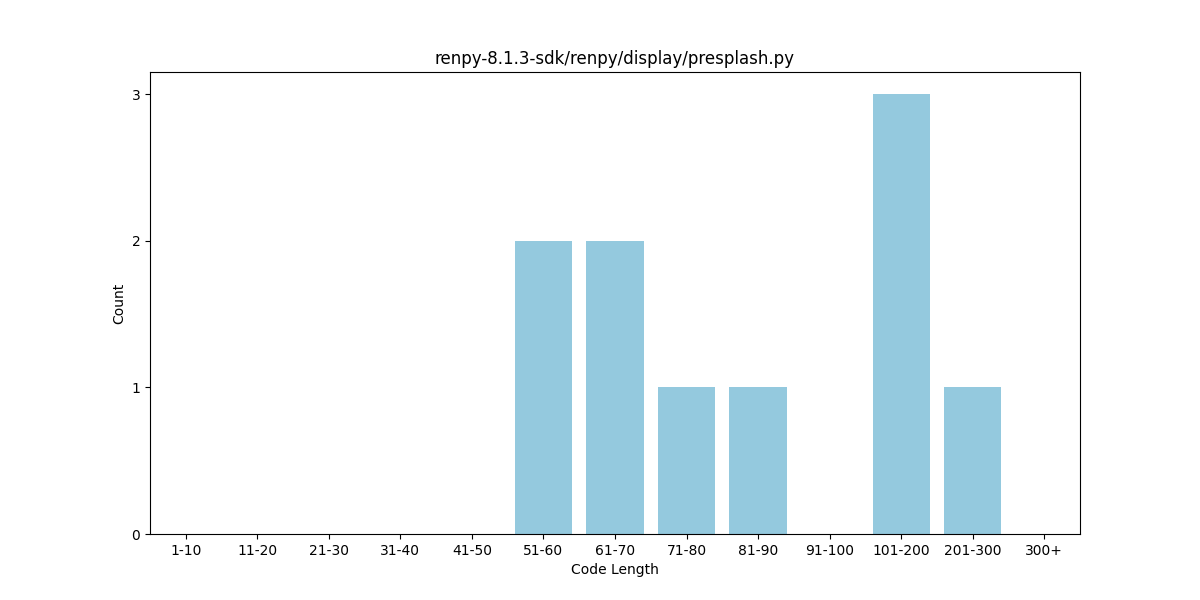 renpy-8.1.3-sdk/renpy/display/presplash.py
3
2
1
0
Count
1-10 11-20 21-30 31-40 41-50 51-60 61-70 71-80 81-90 91-100 101-200 201-300 300+
Code Length